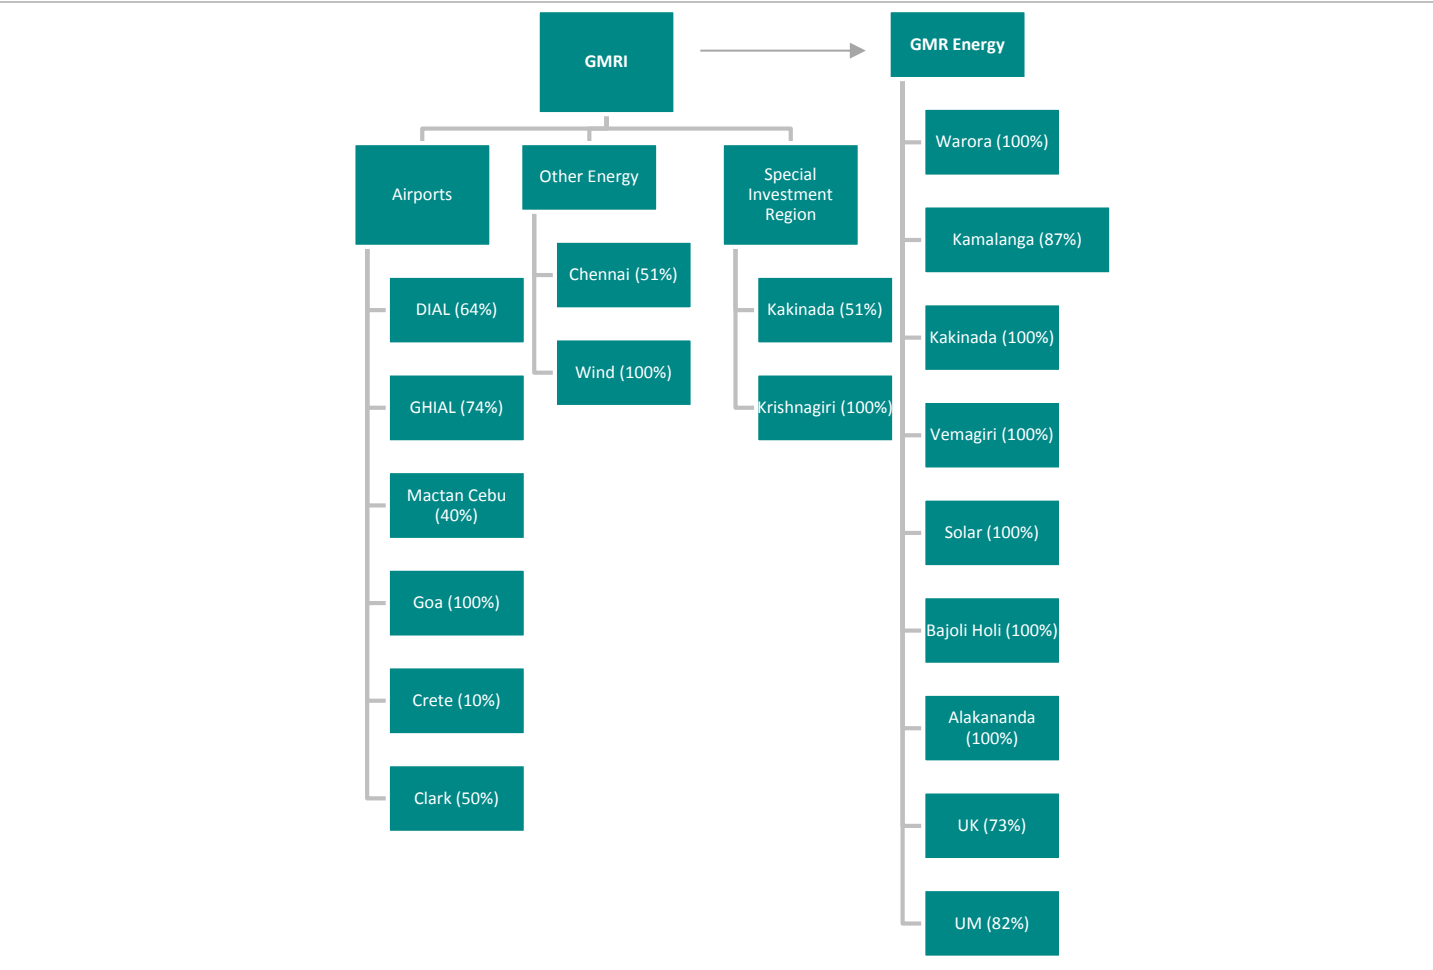 GMRI
GMR Energy
Airports
DIAL (64%)
GHIAL (74%)
Mactan Cebu
(40%)
Goa (100%)
Crete (10%)
Clark (50%)
Other Energy
Chennai (51%)
Wind (100%)
Special
Investment
Region
Kakinada (51%)
Krishnagiri (100%)
Warora (100%)
Kamalanga (87%)
Kakinada (100%)
Vemagiri (100%)
Solar (100%)
Bajoli Holi (100%)
Alakananda
(100%)
UK (73%)
UM (82%)